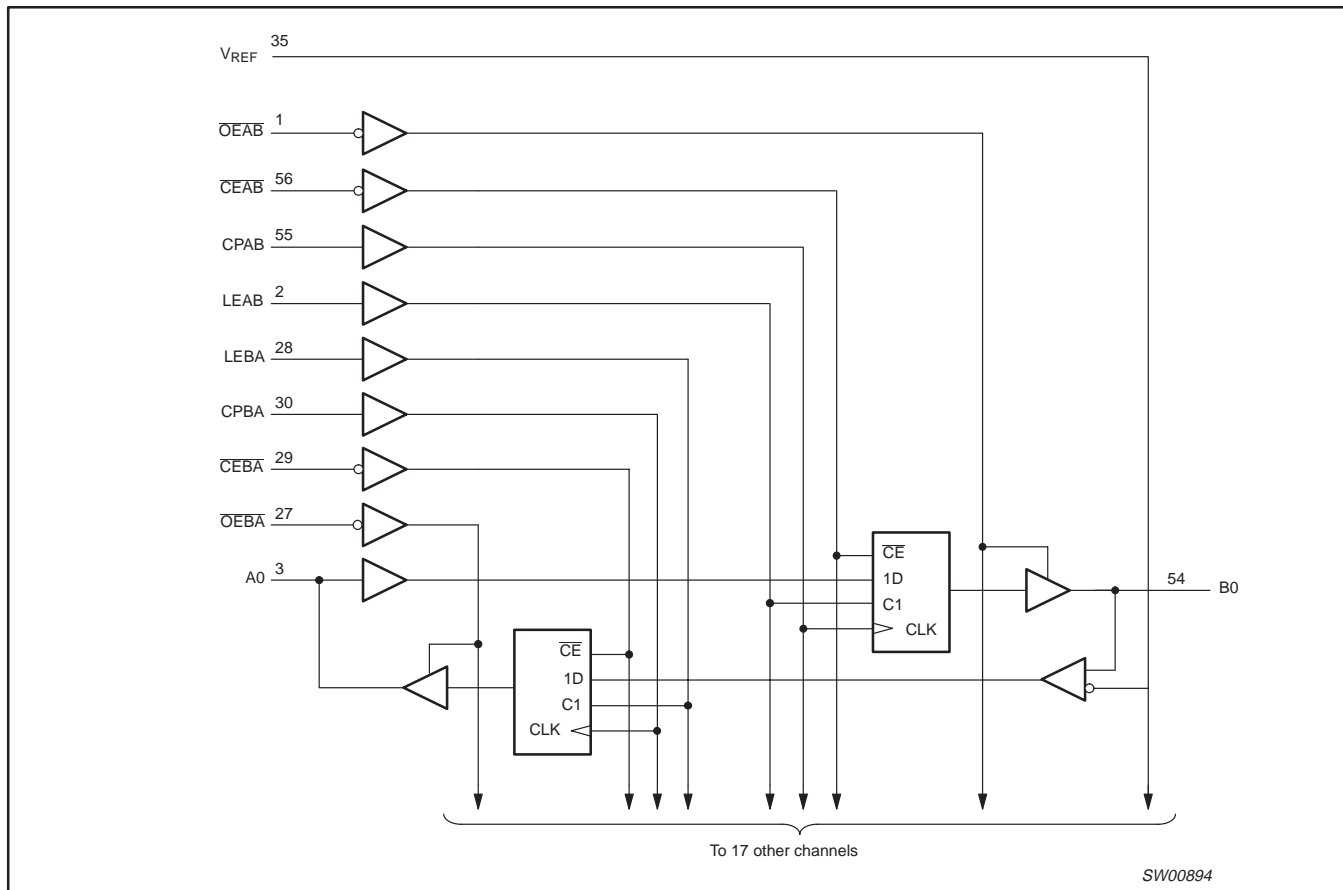 VREF 35
OEAB 1
CEAB 56
CPAB 55
LEAB 2
LEBA 28
CPBA 30
CEBA 29
OEBA 27
A0 3
CE
1D
C1
CLK
54 B0
CE
1D
C1
CLK
To 17 other channels
SW00894